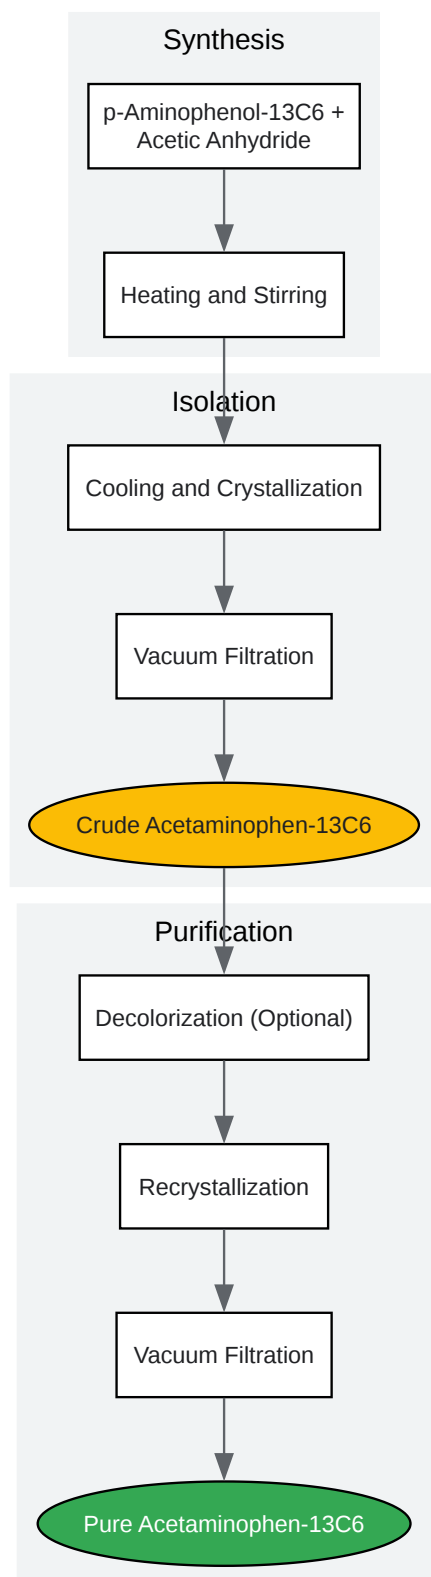 Synthesis
p-Aminophenol-13C6 +
Acetic Anhydride
Heating and Stirring
Isolation
Cooling and Crystallization
Vacuum Filtration
Crude Acetaminophen-13C6
Purification
Decolorization (Optional)
Recrystallization
Vacuum Filtration
Pure Acetaminophen-13C6